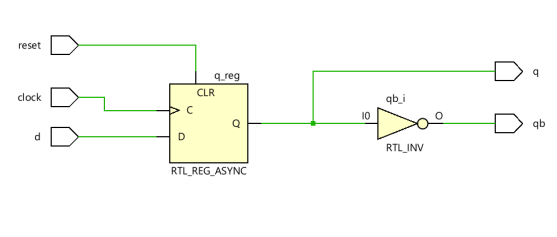 reset
q_reg
CLR
q
clock
C
qb_i
I0
O
Q
qb
d
D
RTL_INV
RTL_REG_ASYNC